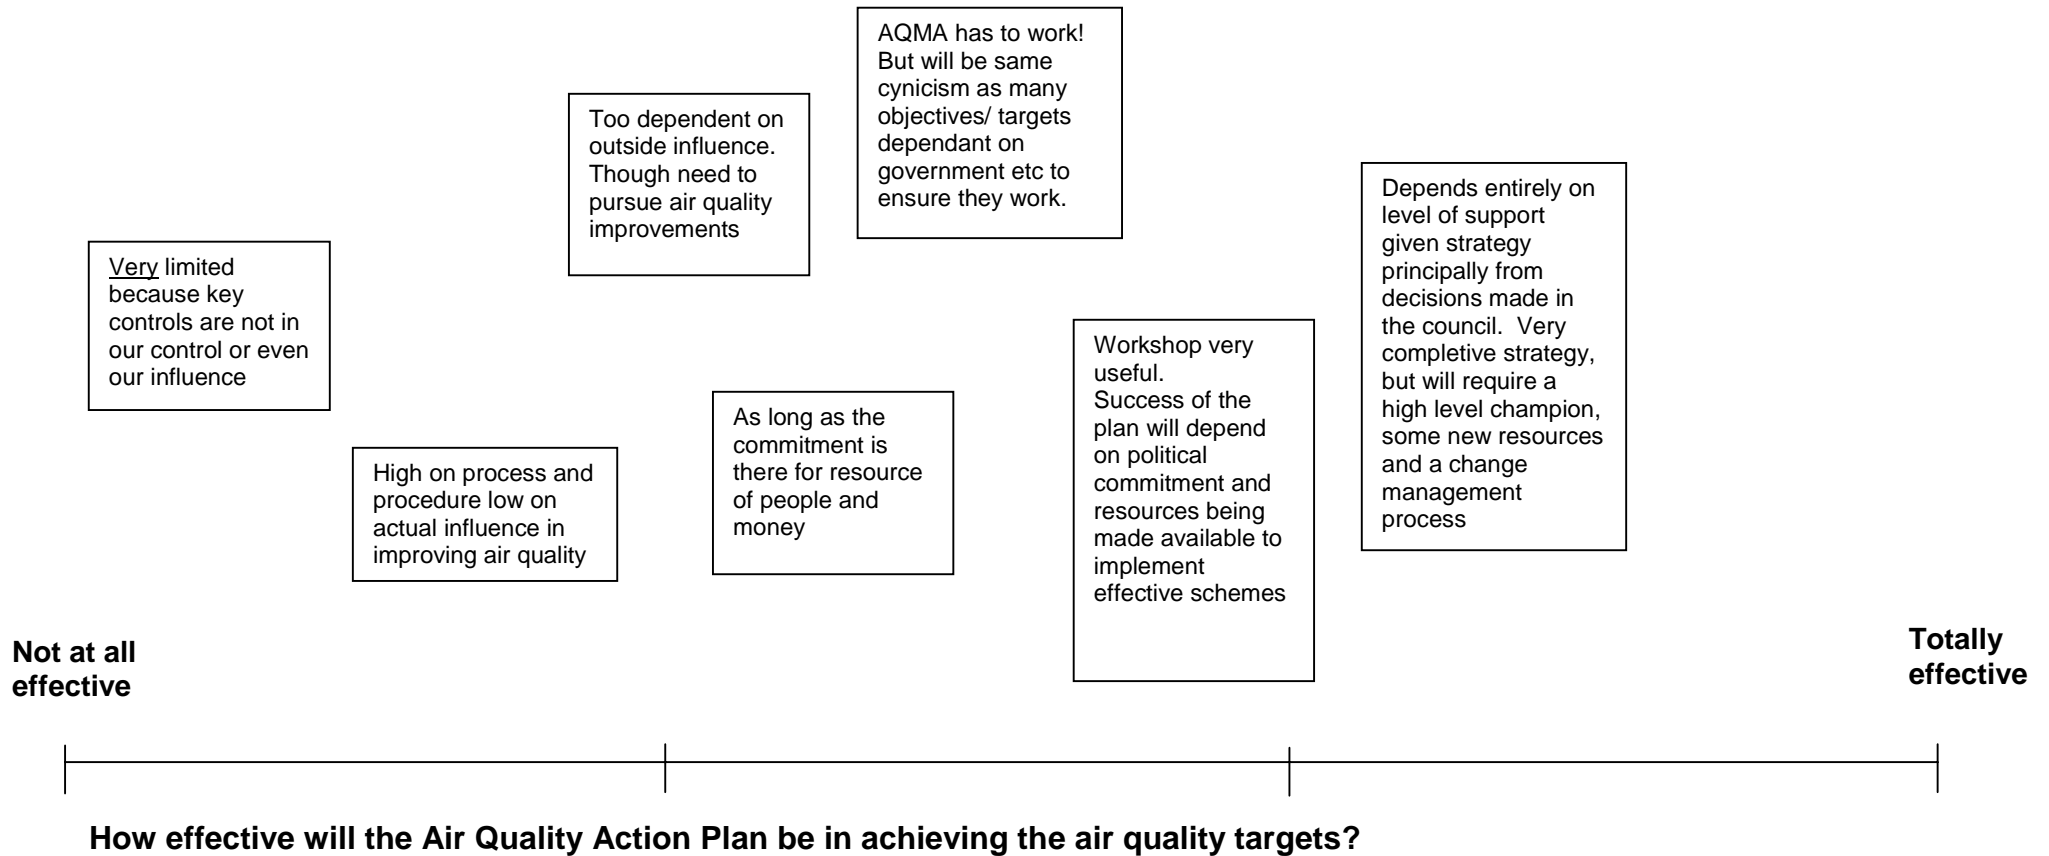 AQMA has to work!
But will be same
cynicism as many
objectives/ targets
dependant on
government etc to
ensure they work.
Too dependent on
outside influence.
Though need to
pursue air quality
improvements
Depends entirely on
level of support
given strategy
principally from
decisions made in
the council.  Very
completive strategy,
but will require a
high level champion,
some new resources
and a change
management
process
Very limited
because key
controls are not in
our control or even
our influence
Workshop very
useful.
Success of the
plan will depend
on political
commitment and
resources being
made available to
implement
effective schemes
As long as the
commitment is
there for resource
of people and
money
High on process and
procedure low on
actual influence in
improving air quality
Not at all
effective
Totally
effective
How effective will the Air Quality Action Plan be in achieving the air quality targets?